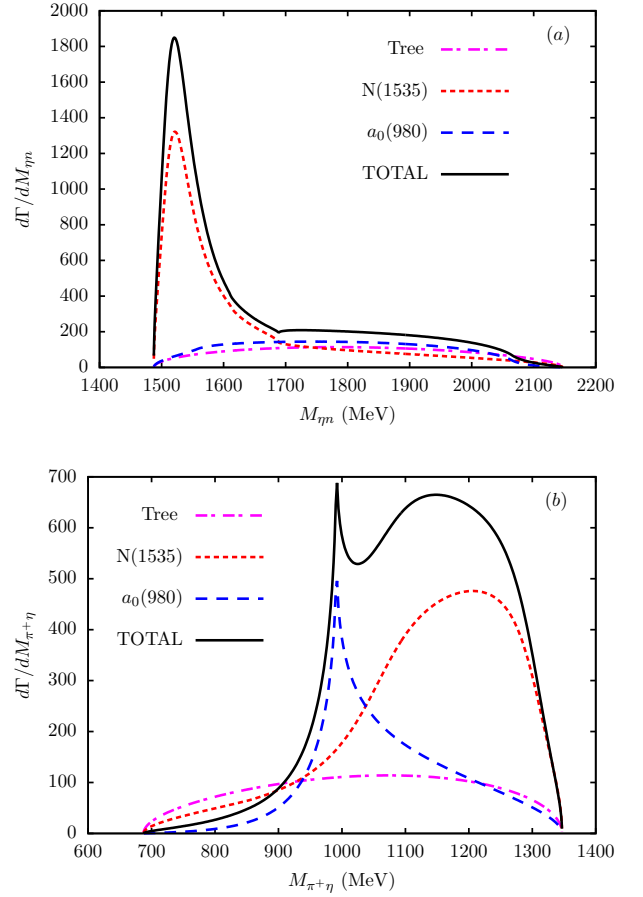 2000
1800
1600
1400
1200
1000
800
600
400
200
0
dΓ/dM_{ηn}
(a)
Tree
N(1535)
a_0(980)
TOTAL
1400 1500 1600 1700 1800 1900 2000 2100 2200
M_{ηn} (MeV)
700
600
500
400
300
200
100
0
dΓ/dM_{π^+η}
(b)
Tree
N(1535)
a_0(980)
TOTAL
600 700 800 900 1000 1100 1200 1300 1400
M_{π^+η} (MeV)